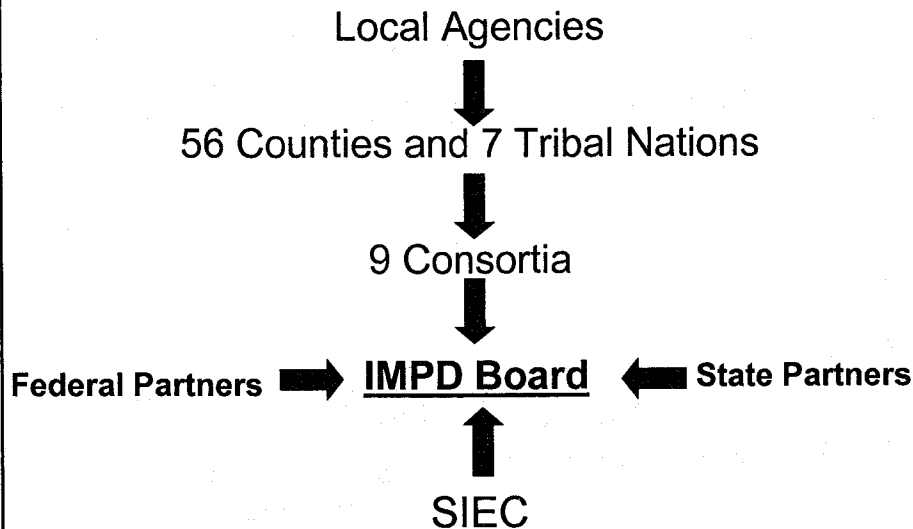 Local Agencies
56 Counties and 7 Tribal Nations
9 Consortia
Federal Partners
IMPD Board
State Partners
SIEC